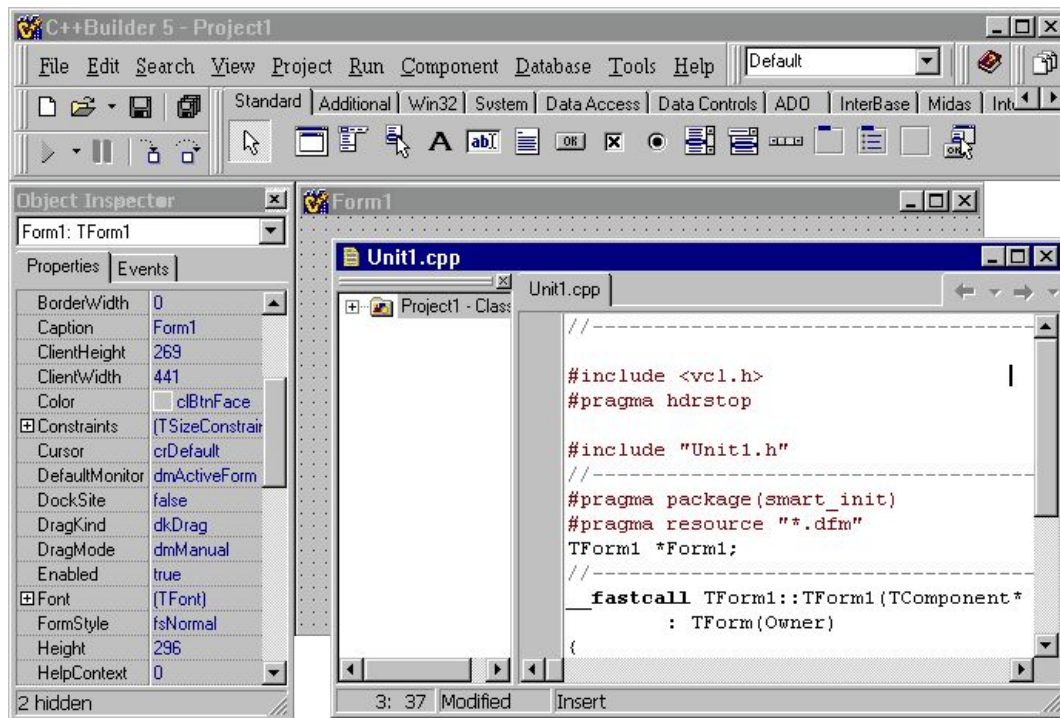 C++Builder 5 - Project1
File Edit Search View Project Run Component Database Tools Help Default
Standard Additional Win32 System Data Access Data Controls ADO InterBase Midas Int
A ab OK OK
Object Inspector
Form1: TForm1
Properties Events
BorderWidth 0
Caption Form1
ClientHeight 269
ClientWidth 441
Color clBtnFace
Constraints (TSizeConstrain
Cursor crDefault
DefaultMonitor dmActiveForm
DockSite false
DragKind dkDrag
DragMode dmManual
Enabled true
Font (TFont)
FormStyle fsNormal
Height 296
HelpContext 0
2 hidden
Form1
Unit1.cpp
Project1 - Class
Unit1.cpp
//---------------------------------------
#include <vcl.h>
#pragma hdrstop
#include "Unit1.h"
//---------------------------------------
#pragma package(smart_init)
#pragma resource "*.dfm"
TForm1 *Form1;
//---------------------------------------
__fastcall TForm1::TForm1(TComponent*
: TForm(Owner)
{
3: 37 Modified Insert